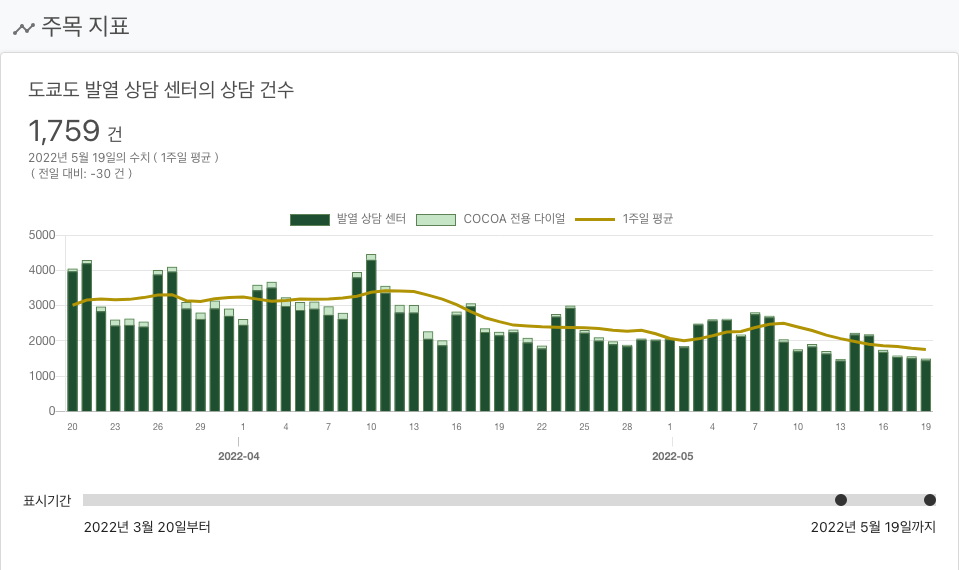 주목 지표
도쿄도 발열 상담 센터의 상담 건수
1,759 건
2022년 5월 19일의 수치 ( 1주일 평균 )
( 전일 대비: -30 건 )
발열 상담 센터 COCOA 전용 다이얼 1주일 평균
5000
4000
3000
2000
1000
0
20 23 26 29 1 4 7 10 13 16 19 22 25 28 1 4 7 10 13 16 19
2022-04 2022-05
표시기간
2022년 3월 20일부터 2022년 5월 19일까지